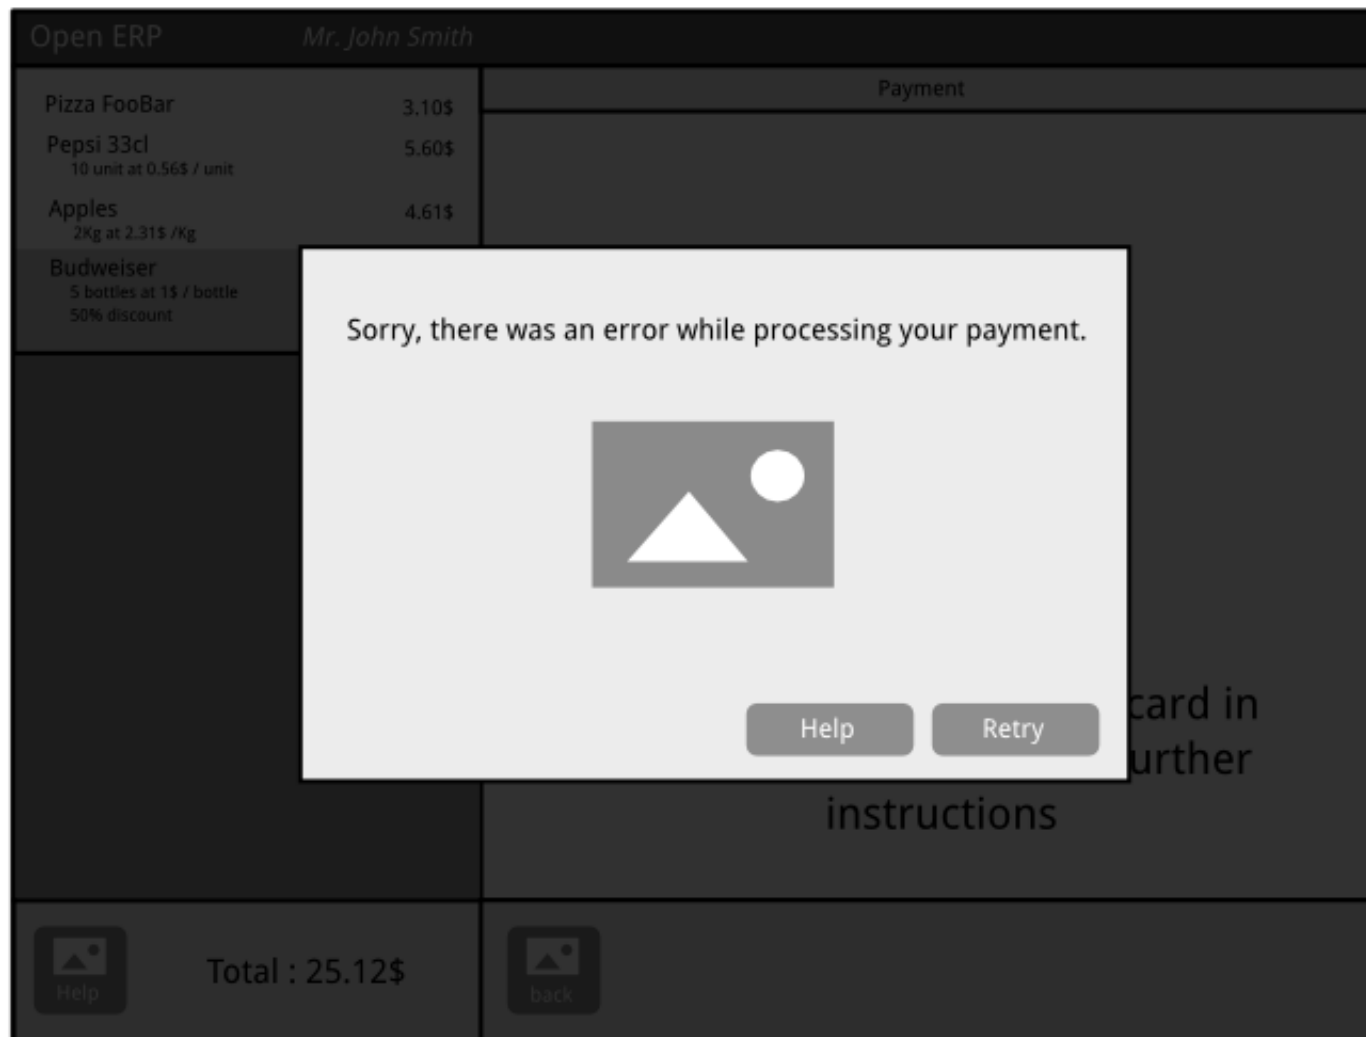 Open ERP
Mr. John Smith
Payment
Pizza FooBar 3.10$
Pepsi 33cl 5.60$
10 unit at 0.56$ / unit
Apples 4.61$
2Kg at 2.31$ /Kg
Budweiser
5 bottles at 1$ / bottle
50% discount
Sorry, there was an error while processing your payment.
Help
Retry
card in
urther
instructions
Help
Total : 25.12$
back